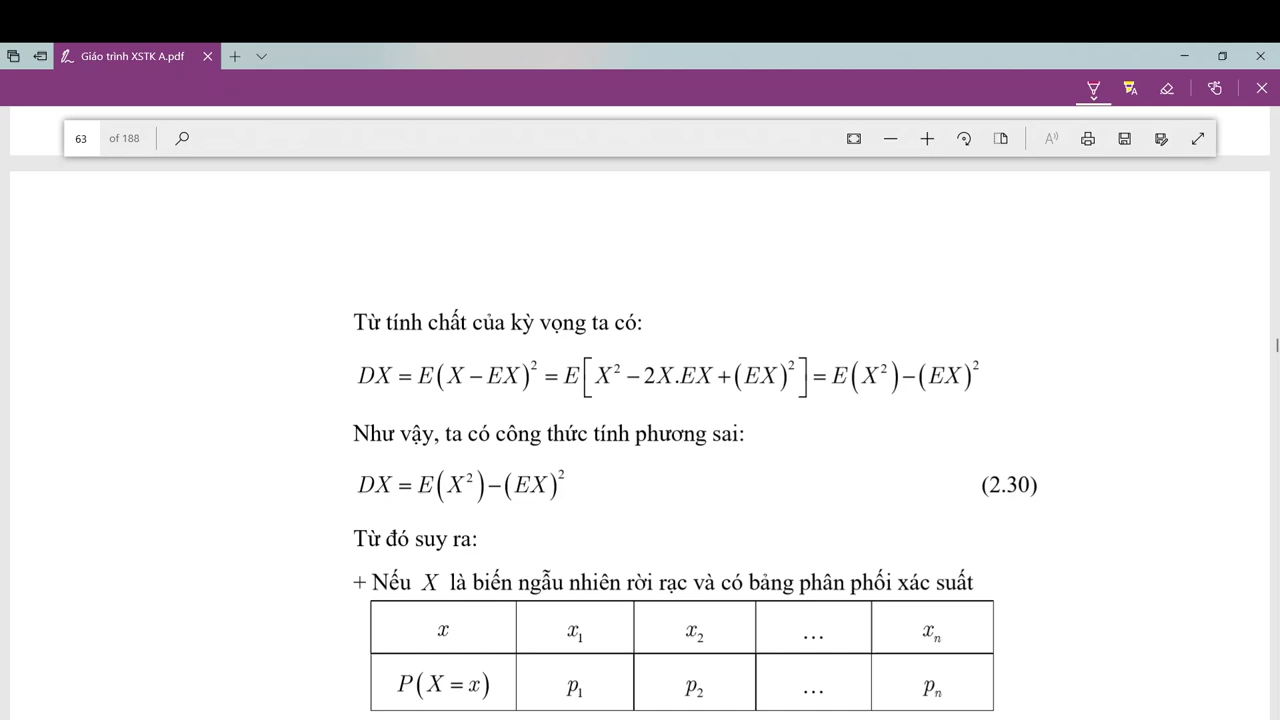 Giáo trình XSTK A.pdf
63 of 188
Từ tính chất của kỳ vọng ta có:
DX = E(X − EX)² = E[X² − 2X.EX + (EX)²] = E(X²) − (EX)²
Như vậy, ta có công thức tính phương sai:
DX = E(X²) − (EX)² (2.30)
Từ đó suy ra:
+ Nếu X là biến ngẫu nhiên rời rạc và có bảng phân phối xác suất
x x₁ x₂ … xₙ
P(X = x) p₁ p₂ … pₙ